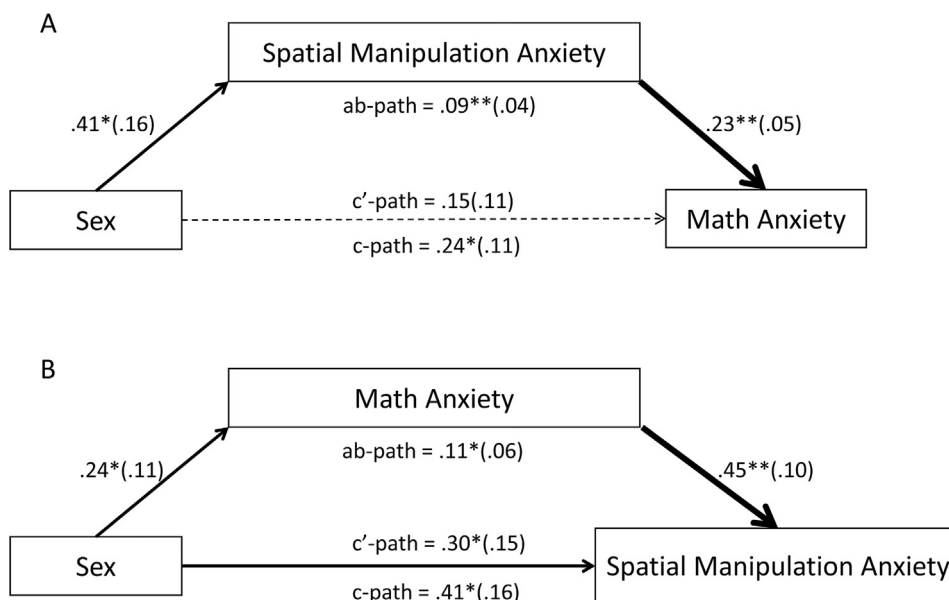 A
Spatial Manipulation Anxiety
ab-path = .09**(.04)
.41*(.16)
.23**(.05)
c’-path = .15(.11)
Sex
Math Anxiety
c-path = .24*(.11)
B
Math Anxiety
ab-path = .11*(.06)
.24*(.11)
.45**(.10)
c’-path = .30*(.15)
Sex
Spatial Manipulation Anxiety
c-path = .41*(.16)